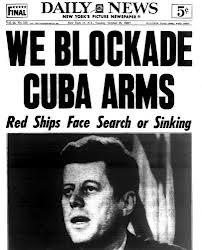 FINAL
DAILY NEWS
5¢
NEW YORK'S PICTURE NEWSPAPER
WE BLOCKADE
CUBA ARMS
Red Ships Face Search or Sinking